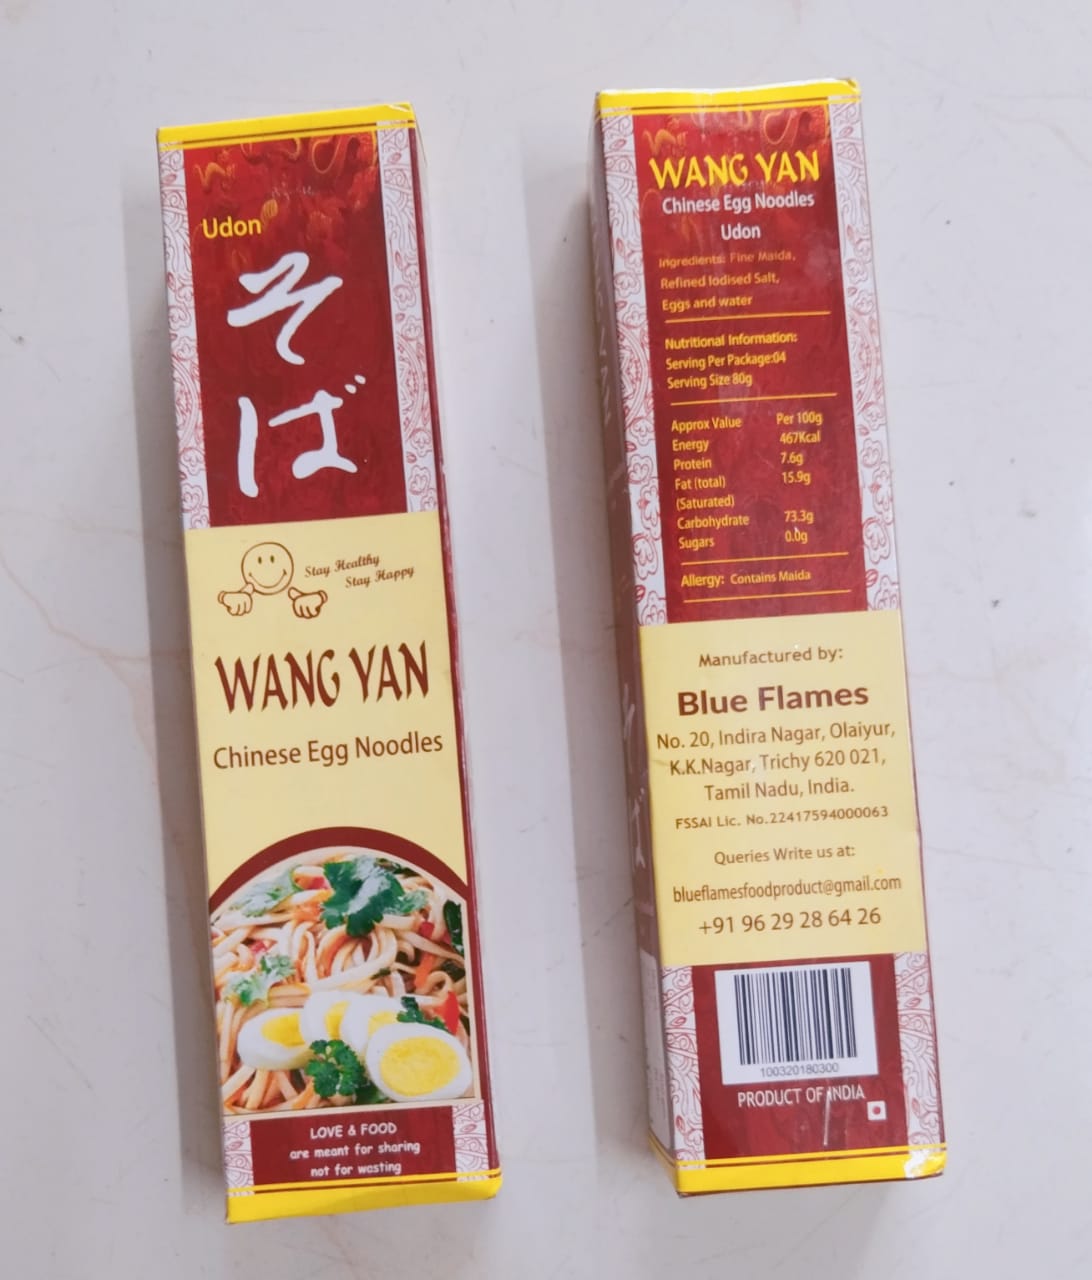 Udon
そ
ば
Stay Healthy
Stay Happy
WANG YAN
Chinese Egg Noodles
LOVE & FOOD
are meant for sharing
not for wasting
WANG YAN
Chinese Egg Noodles
Udon
Ingredients: Fine Maida,
Refined Iodised Salt,
Eggs and water
Nutritional Information:
Serving Per Package:04
Serving Size 80g
Approx Value Per 100g
Energy 467Kcal
Protein 7.6g
Fat (total) 15.9g
(Saturated)
Carbohydrate 73.3g
Sugars 0.0g
Allergy: Contains Maida
Manufactured by:
Blue Flames
No. 20, Indira Nagar, Olaiyur,
K.K.Nagar, Trichy 620 021,
Tamil Nadu, India.
FSSAI Lic. No.22417594000063
Queries Write us at:
blueflamesfoodproduct@gmail.com
+91 96 29 28 64 26
100320180300
PRODUCT OF INDIA